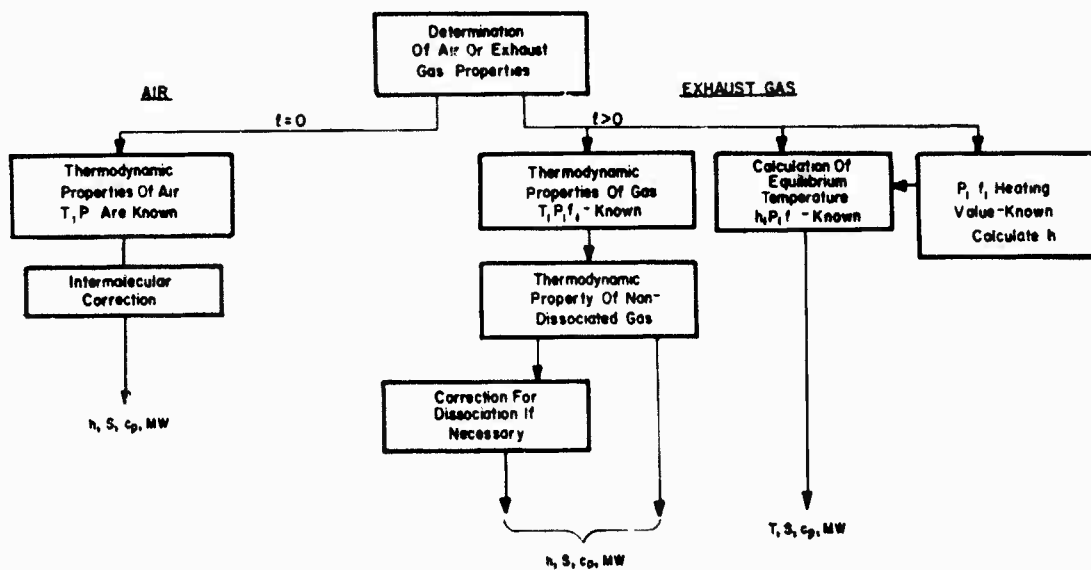 Determination
Of Air Or Exhaust
Gas Properties
AIR
EXHAUST GAS
f=0
f>0
Thermodynamic
Properties Of Air
T, P Are Known
Thermodynamic
Properties Of Gas
T, P, f, - Known
Calculation Of
Equilibrium
Temperature
h, P, f - Known
P, f, Heating
Value-Known
Calculate h
Intermolecular
Correction
Thermodynamic
Property Of Non-
Dissociated Gas
Correction For
Dissociation If
Necessary
h, S, cp, MW
T, S, cp, MW
h, S, cp, MW